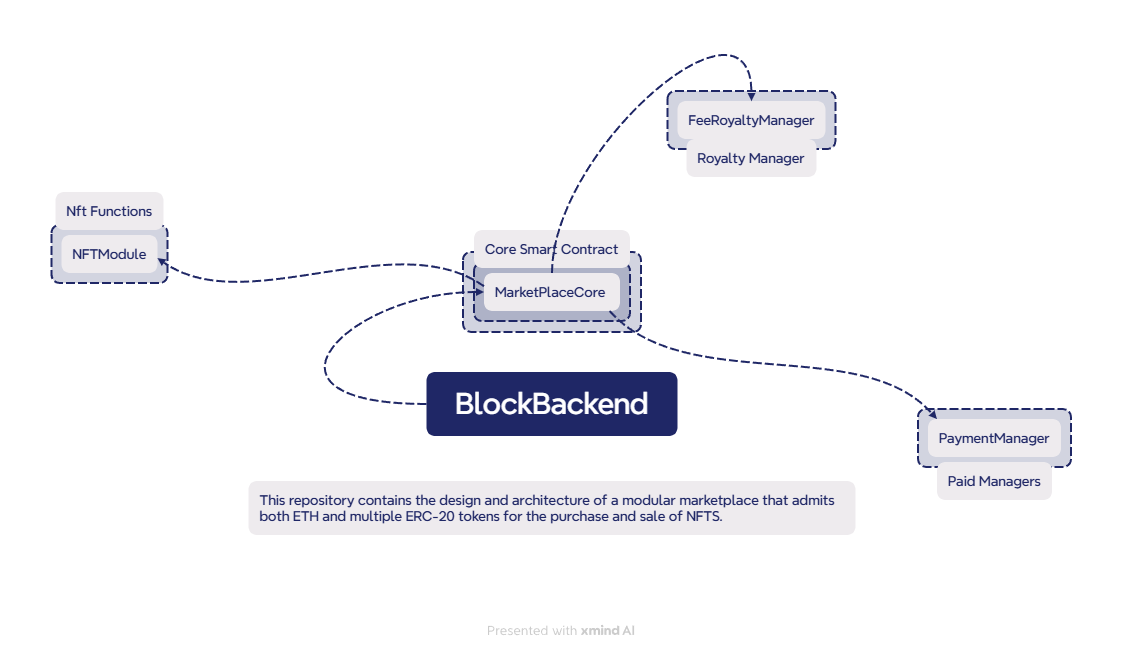 FeeRoyaltyManager
Royalty Manager
Nft Functions
NFTModule
Core Smart Contract
MarketPlaceCore
BlockBackend
PaymentManager
Paid Managers
This repository contains the design and architecture of a modular marketplace that admits
both ETH and multiple ERC-20 tokens for the purchase and sale of NFTS.
Presented with xmind AI